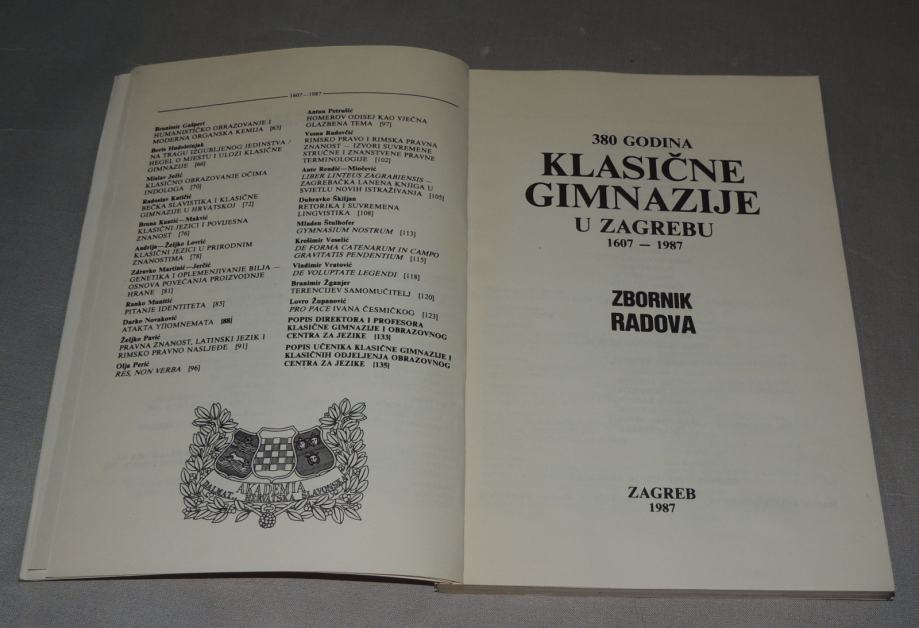 1607—1987
Branimir Gašpert
HUMANISTIČKO OBRAZOVANJE I
MODERNA ORGANSKA KEMIJA [63]
Boris Hudoletnjak
NA TRAGU IZGUBLJENOG JEDINSTVA /
HEGEL O MJESTU I ULOZI KLASIČNE
GIMNAZIJE [66]
Mislav Ježić
KLASIČNO OBRAZOVANJE OČIMA
INDOLOGA [70]
Radoslav Katičić
BEČKA SLAVISTIKA I KLASIČNE
GIMNAZIJE U HRVATSKOJ [72]
Bruna Kuntić—Makvić
KLASIČNI JEZICI I POVIJESNA
ZNANOST [76]
Andrija—Željko Lovrić
KLASIČNI JEZICI U PRIRODNIM
ZNANOSTIMA [78]
Zdravko Martinić—Jerčić
GENETIKA I OPLEMENJIVANJE BILJA —
OSNOVA POVEĆANJA PROIZVODNJE
HRANE [81]
Ranko Matijtić
PITANJE IDENTITETA [85]
Darko Novaković
ATAKTA YΠOMNEMATA [88]
Željko Pavić
PRAVNA ZNANOST, LATINSKI JEZIK I
RIMSKO PRAVNO NASLJEĐE [91]
Olja Perić
RES, NON VERBA [96]
Antun Petrušić
HOMEROV ODISEJ KAO VJEČNA
GLAZBENA TEMA [97]
Vesna Radovčić
RIMSKO PRAVO I RIMSKA PRAVNA
ZNANOST — IZVORI SUVREMENE
STRUČNE I ZNANSTVENE PRAVNE
TERMINOLOGIJE [102]
Ante Rendić—Miočević
LIBER LINTEUS ZAGRABIENSIS —
ZAGREBAČKA LANENA KNJIGA U
SVJETLU NOVIH ISTRAŽIVANJA [105]
Dubravko Škiljan
RETORIKA I SUVREMENA
LINGVISTIKA [108]
Mladen Štulhofer
GYMNASIUM NOSTRUM [113]
Krešimir Veselić
DE FORMA CATENARUM IN CAMPO
GRAVITATIS PENDENTIUM [115]
Vladimir Vratović
DE VOLUPTATE LEGENDI [118]
Branimir Žganjer
TERENCIJEV SAMOMUČITELJ [120]
Lovro Županović
PRO PACE IVANA ČESMIČKOG [123]
POPIS DIREKTORA I PROFESORA
KLASIČNE GIMNAZIJE I OBRAZOVNOG
CENTRA ZA JEZIKE [133]
POPIS UČENIKA KLASIČNE GIMNAZIJE I
KLASIČNIH ODJELJENJA OBRAZOVNOG
CENTRA ZA JEZIKE [135]
AKADEMIA
DALMAT. HERVATSKA SLAVONSKA
380 GODINA
KLASIČNE
GIMNAZIJE
U ZAGREBU
1607 — 1987
ZBORNIK
RADOVA
ZAGREB
1987